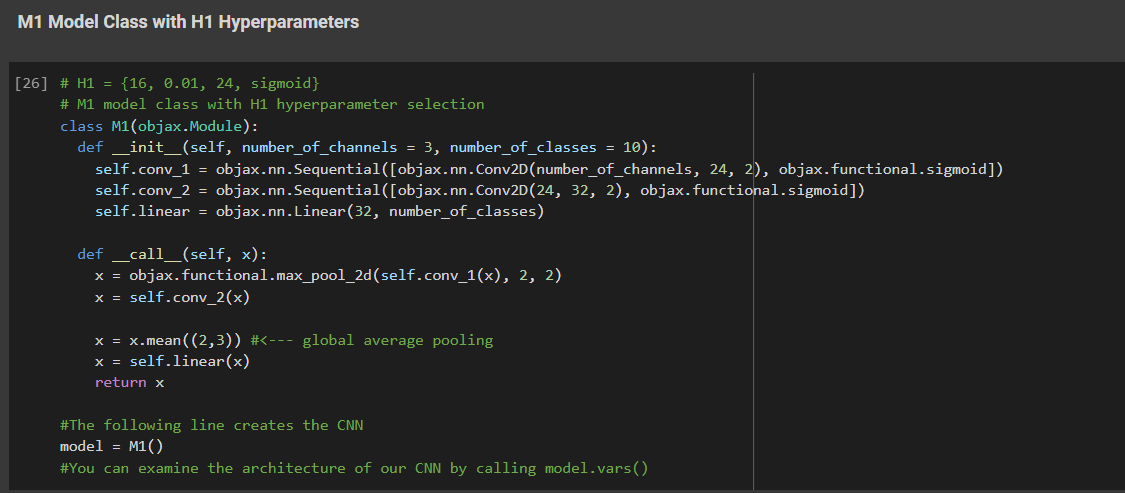 M1 Model Class with H1 Hyperparameters
[26] # H1 = {16, 0.01, 24, sigmoid}
# M1 model class with H1 hyperparameter selection
class M1(objax.Module):
  def __init__(self, number_of_channels = 3, number_of_classes = 10):
    self.conv_1 = objax.nn.Sequential([objax.nn.Conv2D(number_of_channels, 24, 2), objax.functional.sigmoid])
    self.conv_2 = objax.nn.Sequential([objax.nn.Conv2D(24, 32, 2), objax.functional.sigmoid])
    self.linear = objax.nn.Linear(32, number_of_classes)
  def __call__(self, x):
    x = objax.functional.max_pool_2d(self.conv_1(x), 2, 2)
    x = self.conv_2(x)
    x = x.mean((2,3)) #<--- global average pooling
    x = self.linear(x)
    return x
#The following line creates the CNN
model = M1()
#You can examine the architecture of our CNN by calling model.vars()